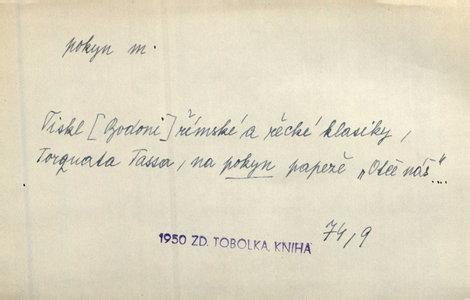 pokyn m.
Tiskl [Bodoni] římské a řecké klasiky,
Torquata Tassa, na pokyn papeže „Otče náš"...
1950 ZD. TOBOLKA, KNIHA 74,9